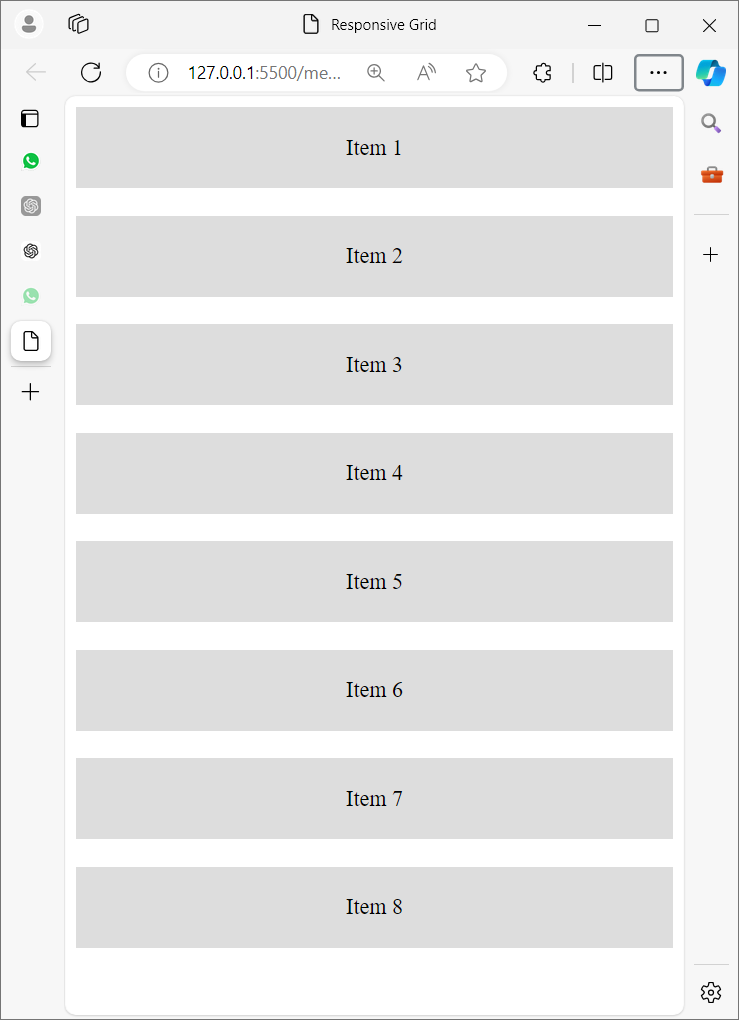 Responsive Grid
127.0.0.1:5500/me...
Item 1
Item 2
Item 3
Item 4
Item 5
Item 6
Item 7
Item 8